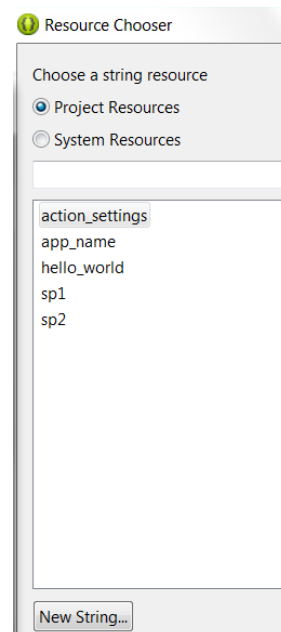 Resource Chooser
Choose a string resource
Project Resources
System Resources
action_settings
app_name
hello_world
sp1
sp2
New String...